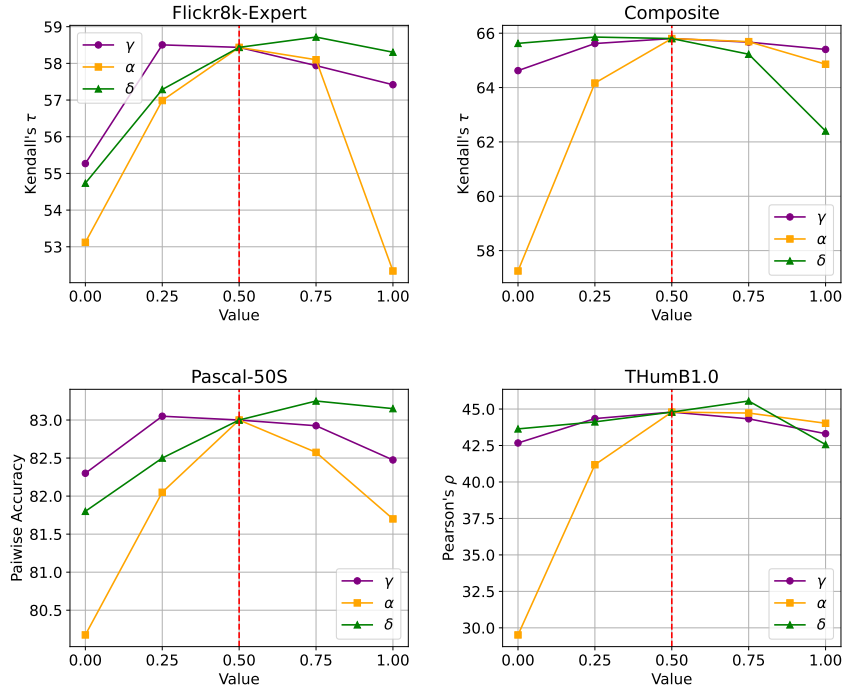 Flickr8k-Expert
59
58
57
56
55
54
53
Kendall's τ
γ
α
δ
0.00 0.25 0.50 0.75 1.00
Value
Composite
66
64
62
60
58
Kendall's τ
γ
α
δ
0.00 0.25 0.50 0.75 1.00
Value
Pascal-50S
83.0
82.5
82.0
81.5
81.0
80.5
Paiwise Accuracy
γ
α
δ
0.00 0.25 0.50 0.75 1.00
Value
THumB1.0
45.0
42.5
40.0
37.5
35.0
32.5
30.0
Pearson's ρ
γ
α
δ
0.00 0.25 0.50 0.75 1.00
Value